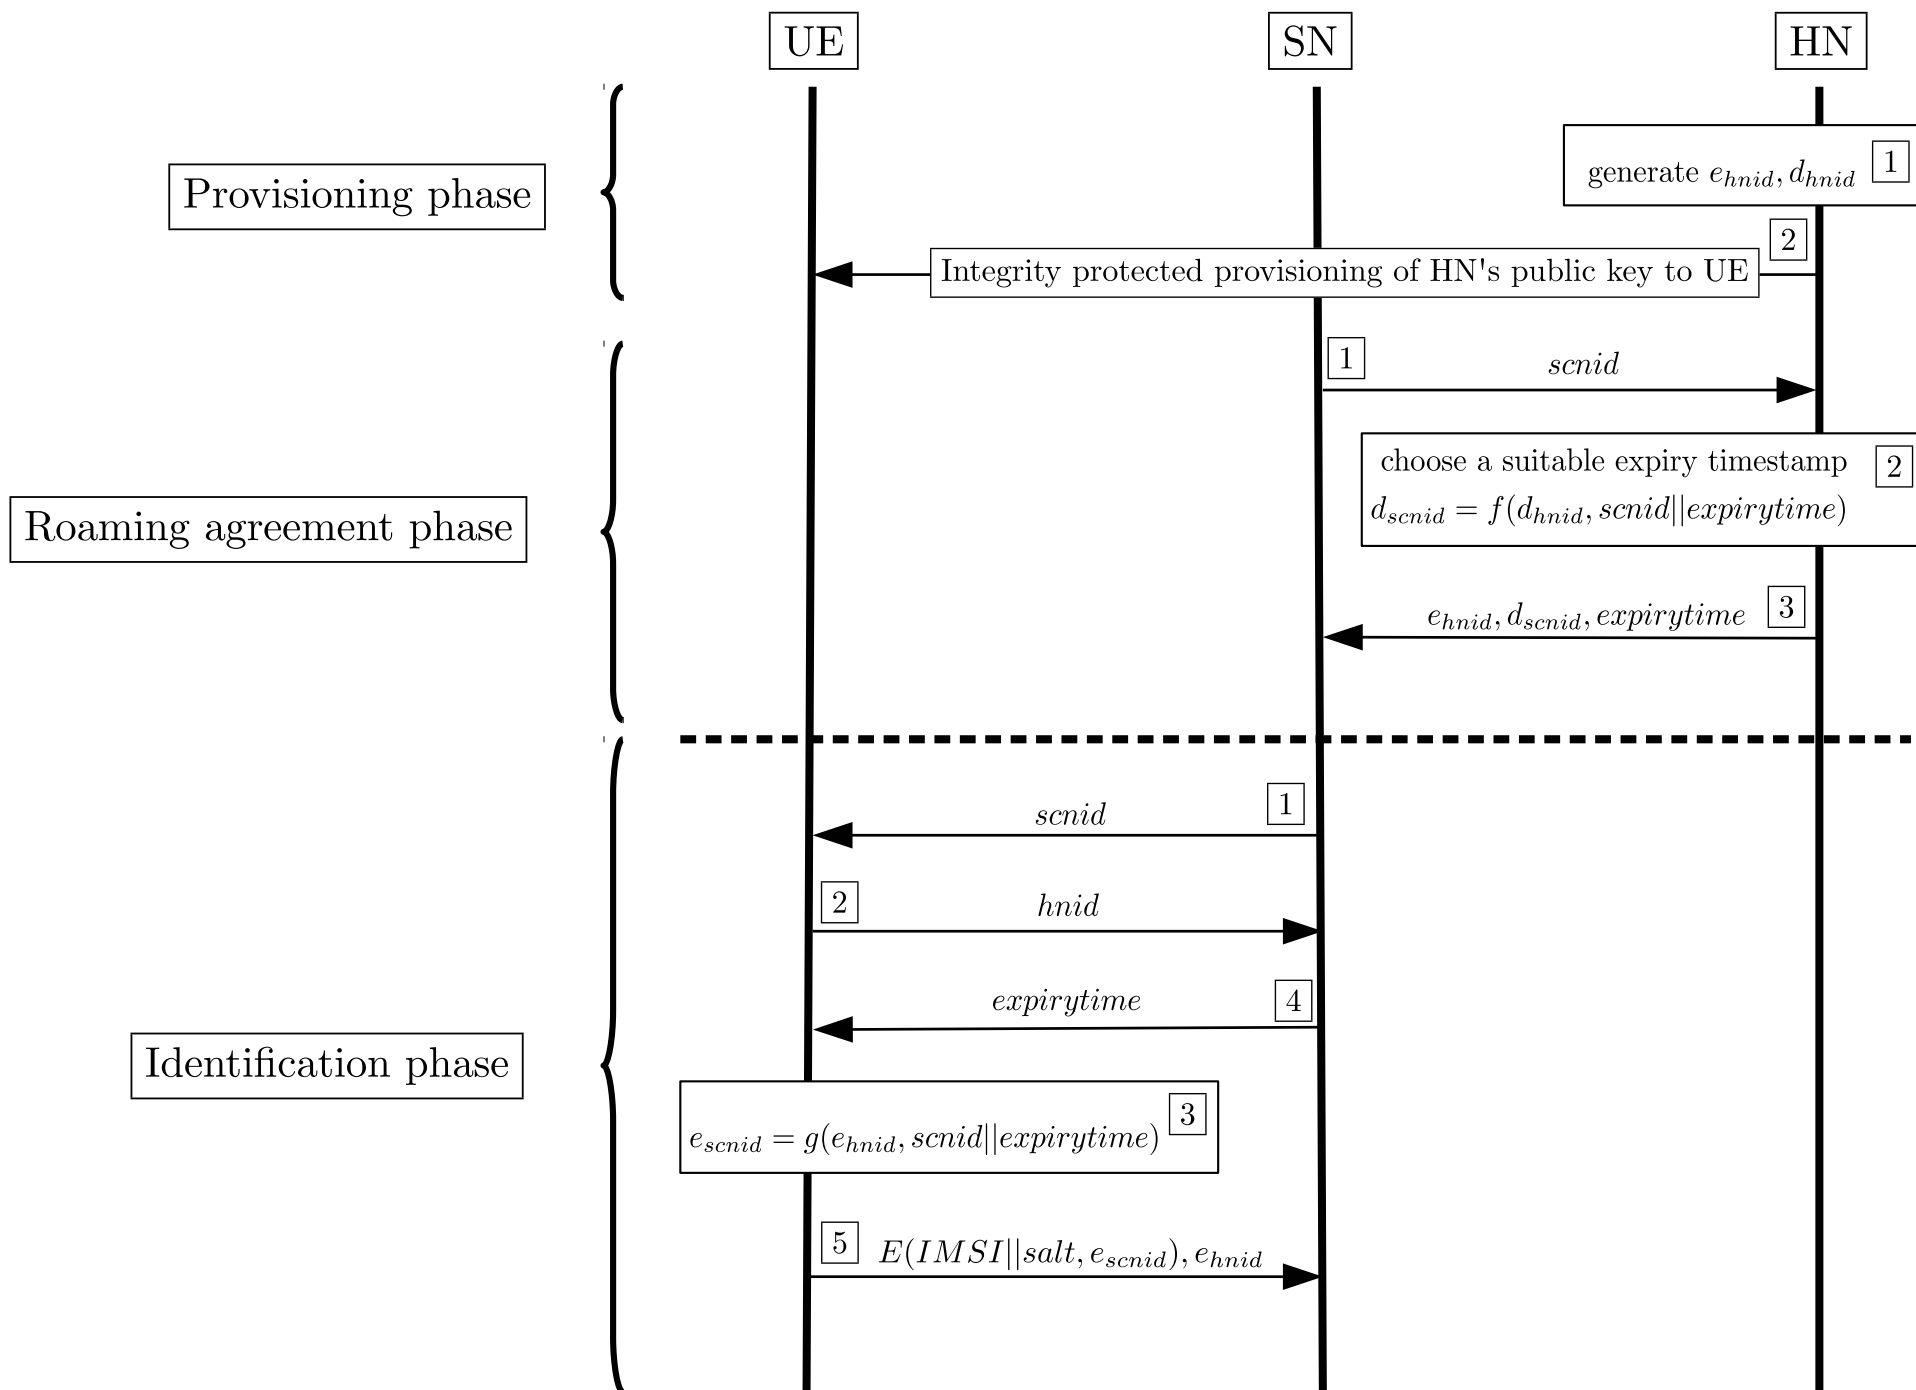 UE SN HN
Provisioning phase
generate e_hnid, d_hnid 1
2
Integrity protected provisioning of HN's public key to UE
1 scnid
Roaming agreement phase
choose a suitable expiry timestamp 2
d_scnid = f(d_hnid, scnid||expirytime)
e_hnid, d_scnid, expirytime 3
scnid 1
2 hnid
expirytime 4
Identification phase
3
e_scnid = g(e_hnid, scnid||expirytime)
5 E(IMSI||salt, e_scnid), e_hnid